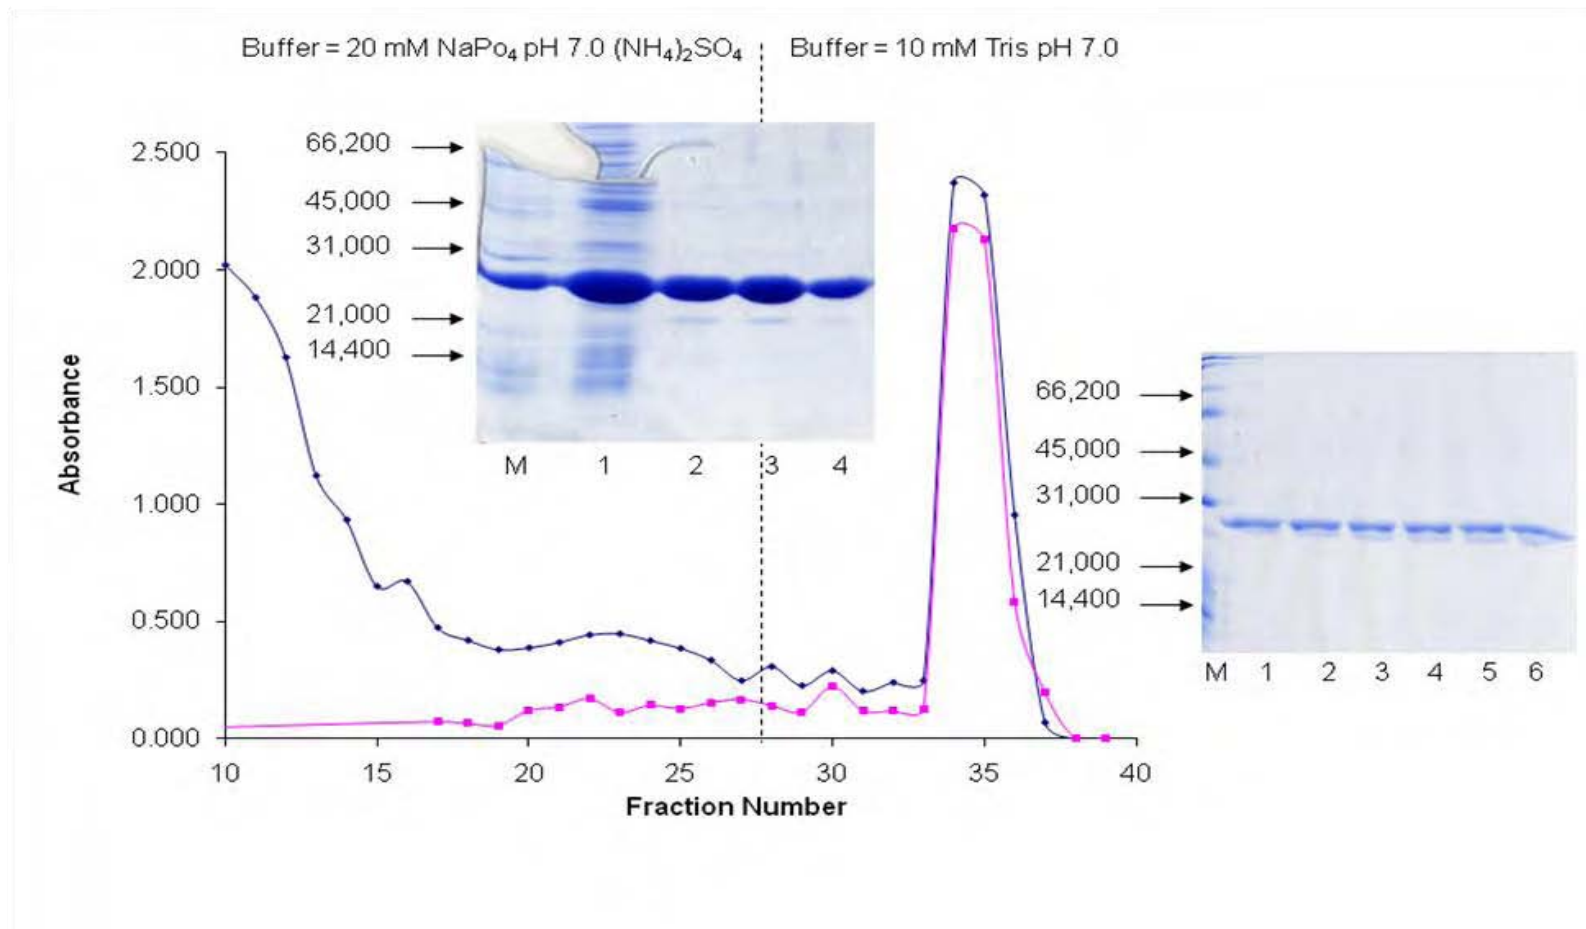 Buffer = 20 mM NaPo4 pH 7.0 (NH4)2SO4
Buffer = 10 mM Tris pH 7.0
2.500
2.000
1.500
1.000
0.500
0.000
Absorbance
66,200
45,000
31,000
21,000
14,400
M 1 2 3 4
66,200
45,000
31,000
21,000
14,400
M 1 2 3 4 5 6
10 15 20 25 30 35 40
Fraction Number